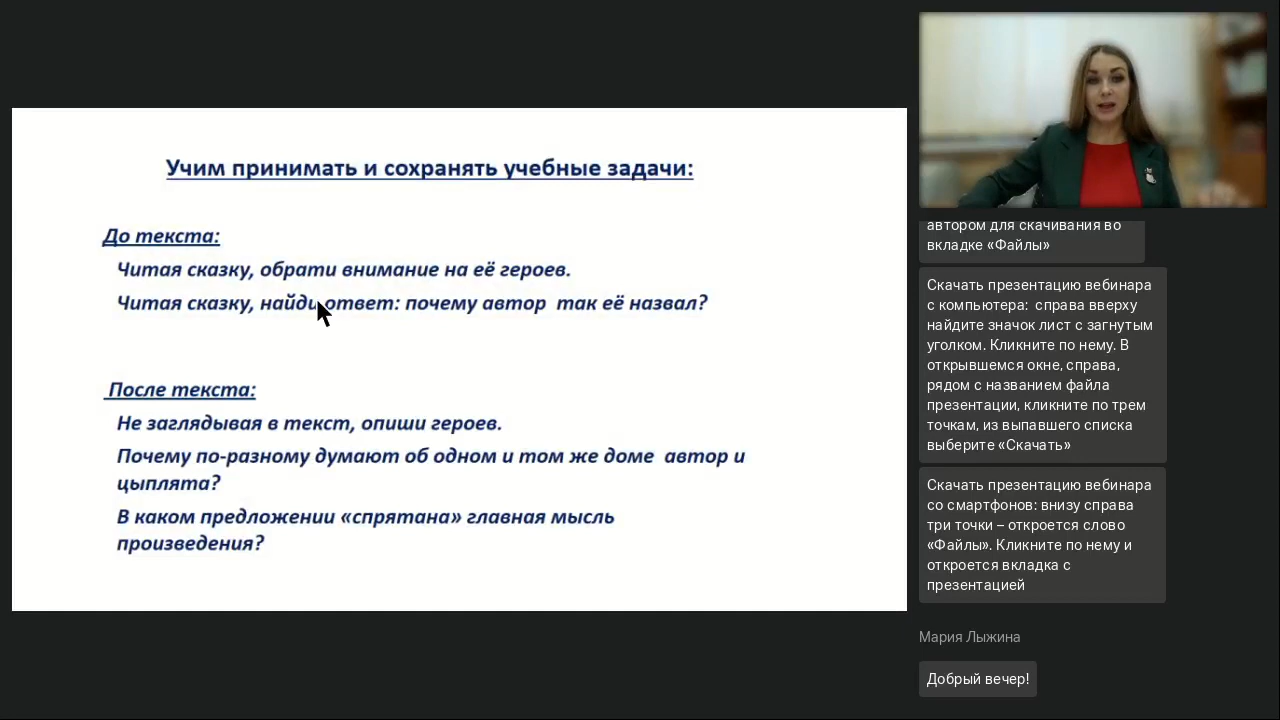 Учим принимать и сохранять учебные задачи:
До текста:
Читая сказку, обрати внимание на её героев.
Читая сказку, найди ответ: почему автор так её назвал?
После текста:
Не заглядывая в текст, опиши героев.
Почему по-разному думают об одном и том же доме автор и
цыплята?
В каком предложении «спрятана» главная мысль
произведения?
автором для скачивания во
вкладке «Файлы»
Скачать презентацию вебинара
с компьютера: справа вверху
найдите значок лист с загнутым
уголком. Кликните по нему. В
открывшемся окне, справа,
рядом с названием файла
презентации, кликните по трем
точкам, из выпавшего списка
выберите «Скачать»
Скачать презентацию вебинара
со смартфонов: внизу справа
три точки – откроется слово
«Файлы». Кликните по нему и
откроется вкладка с
презентацией
Мария Лыжина
Добрый вечер!